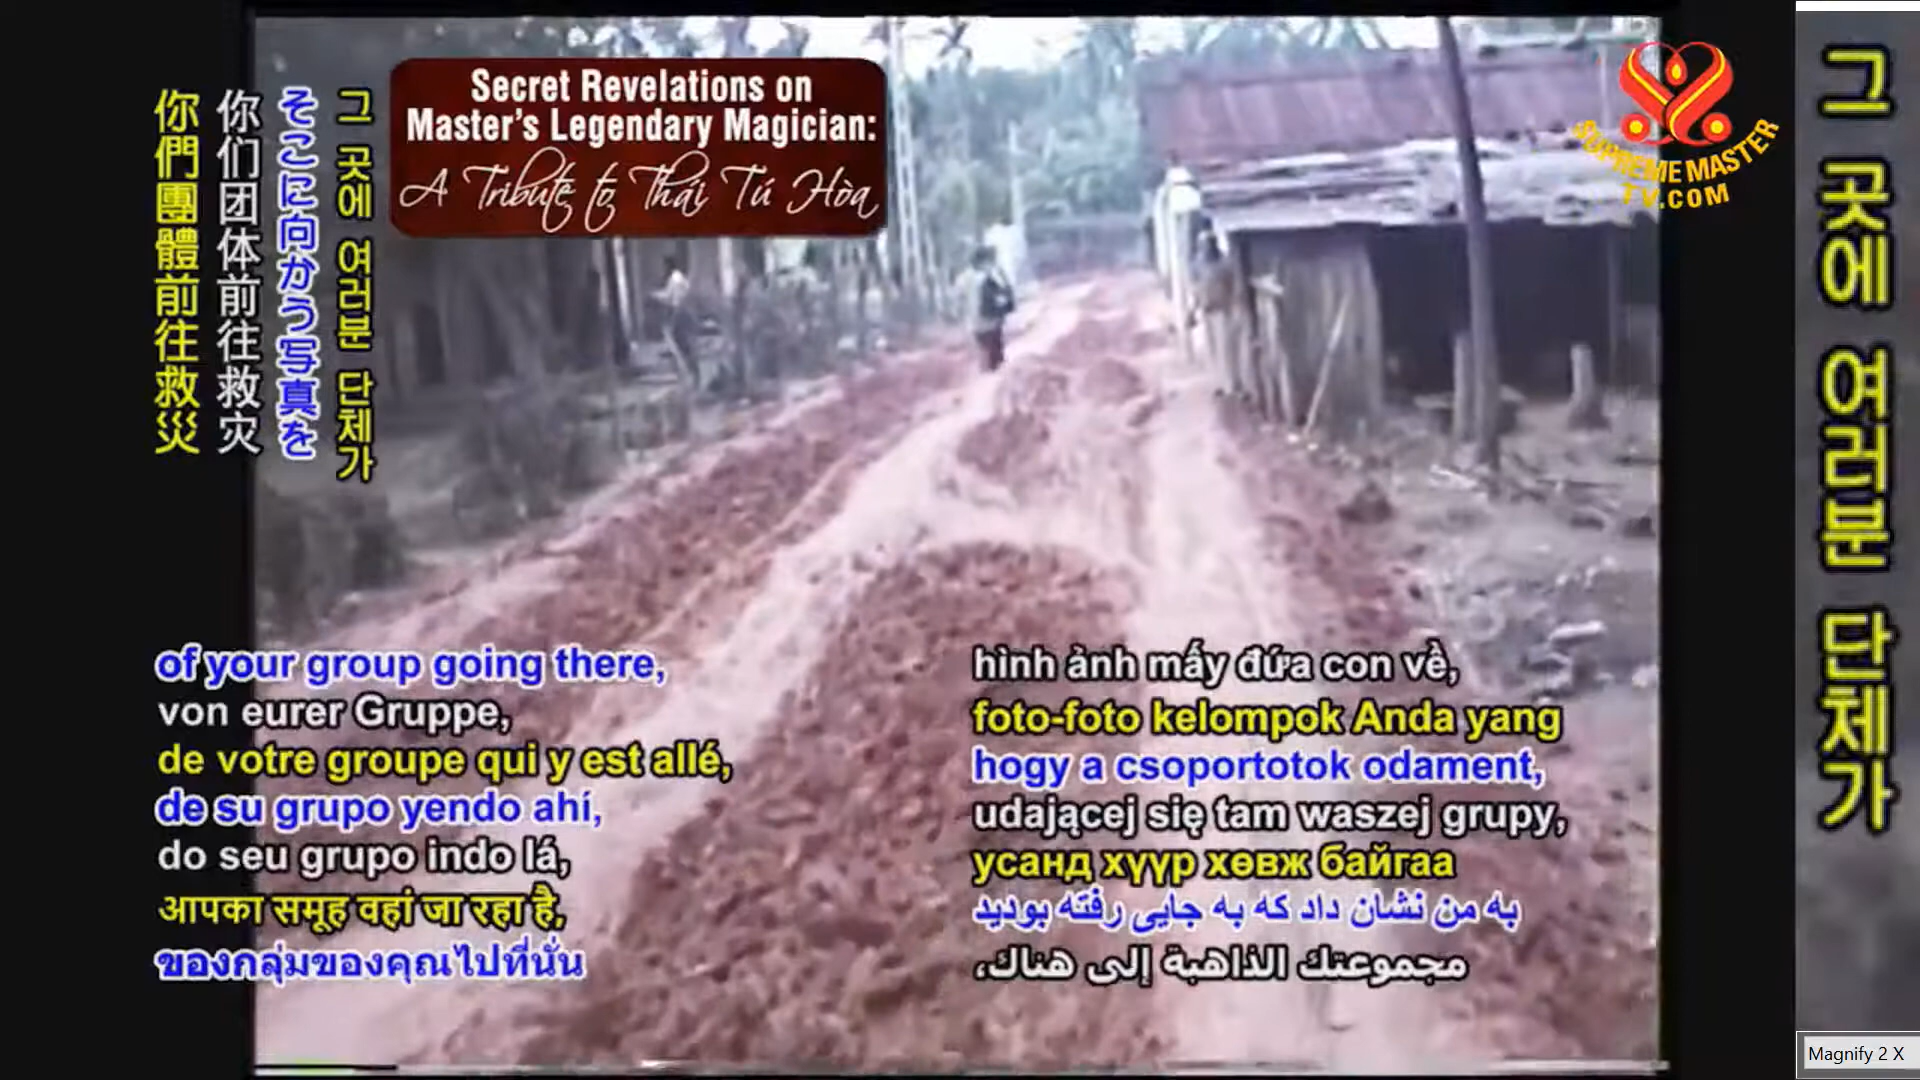 Secret Revelations on
Master's Legendary Magician:
A Tribute to Thái Tú Hòa
SUPREME MASTER
TV.COM
그 곳에 여러분 단체가
そこに向かう写真を
你们团体前往救灾
你們團體前往救災
of your group going there,
von eurer Gruppe,
de votre groupe qui y est allé,
de su grupo yendo ahí,
do seu grupo indo lá,
आपका समूह वहां जा रहा है,
ของกลุ่มของคุณไปที่นั่น
hình ảnh mấy đứa con về,
foto-foto kelompok Anda yang
hogy a csoportotok odament,
udającej się tam waszej grupy,
усанд хүүр хөвж байгаа
به من نشان داد که به جایی رفته بودید
مجموعتك الذاهبة إلى هناك،
그 곳에 여러분 단체가
Magnify 2 X